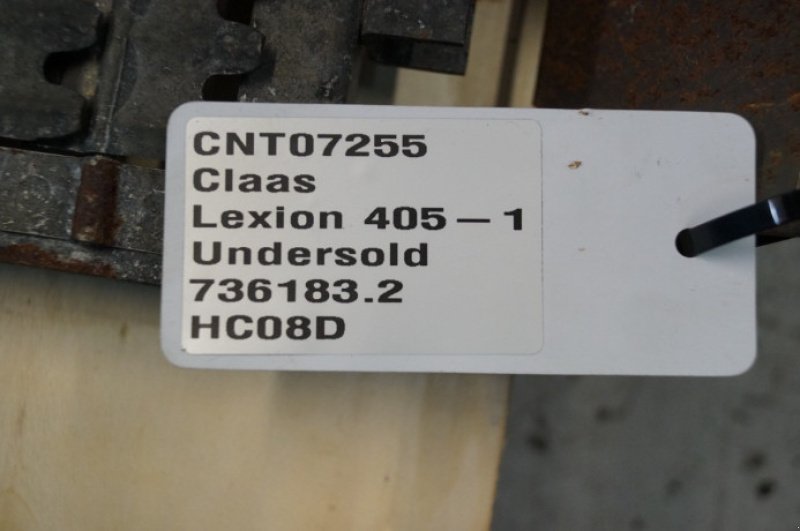 CNT07255
Claas
Lexion 405 – 1
Undersold
736183.2
HC08D